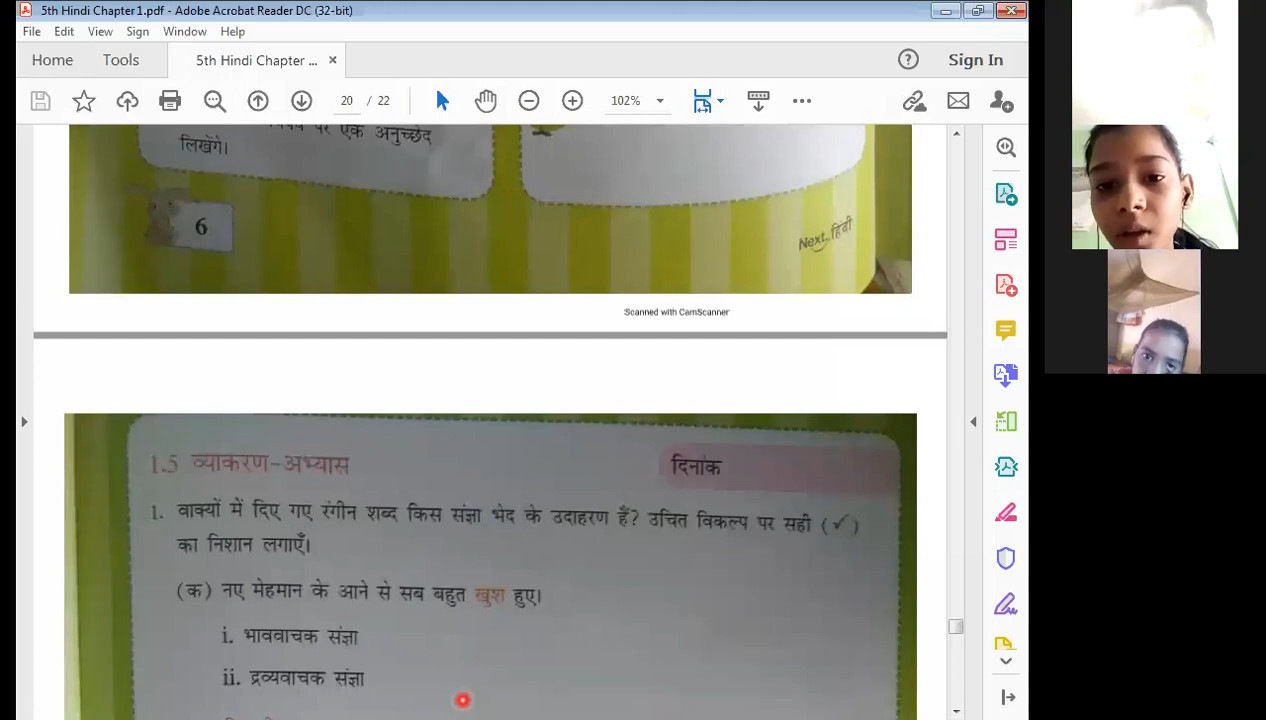 5th Hindi Chapter 1.pdf - Adobe Acrobat Reader DC (32-bit)
File Edit View Sign Window Help
Home Tools 5th Hindi Chapter ... × Sign In
20 / 22 102%
पर एक अनुच्छेद
लिखेंगे।
6
Next हिंदी
Scanned with CamScanner
1.5 व्याकरण-अभ्यास दिनांक
1. वाक्यों में दिए गए रंगीन शब्द किस संज्ञा भेद के उदाहरण हैं? उचित विकल्प पर सही (✓)
का निशान लगाएँ।
(क) नए मेहमान के आने से सब बहुत खुश हुए।
i. भाववाचक संज्ञा
ii. द्रव्यवाचक संज्ञा